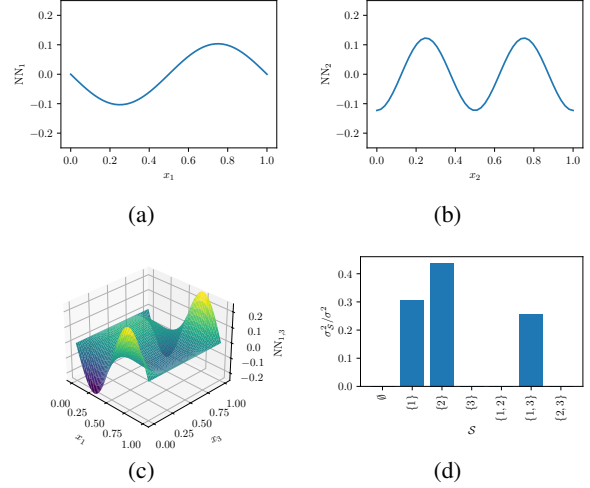 0.2
0.1
0.0
−0.1
−0.2
NN₁
0.0 0.2 0.4 0.6 0.8 1.0
x₁
(a)
0.2
0.1
0.0
−0.1
−0.2
NN₂
0.0 0.2 0.4 0.6 0.8 1.0
x₂
(b)
0.2
0.1
0.0
−0.1
−0.2
NN₁,₃
0.00 0.25 0.50 0.75 1.00
x₁
0.00 0.25 0.50 0.75 1.00
x₃
(c)
0.4
0.3
0.2
0.1
0.0
σ²_S/σ²
∅ {1} {2} {3} {1, 2} {1, 3} {2, 3}
S
(d)